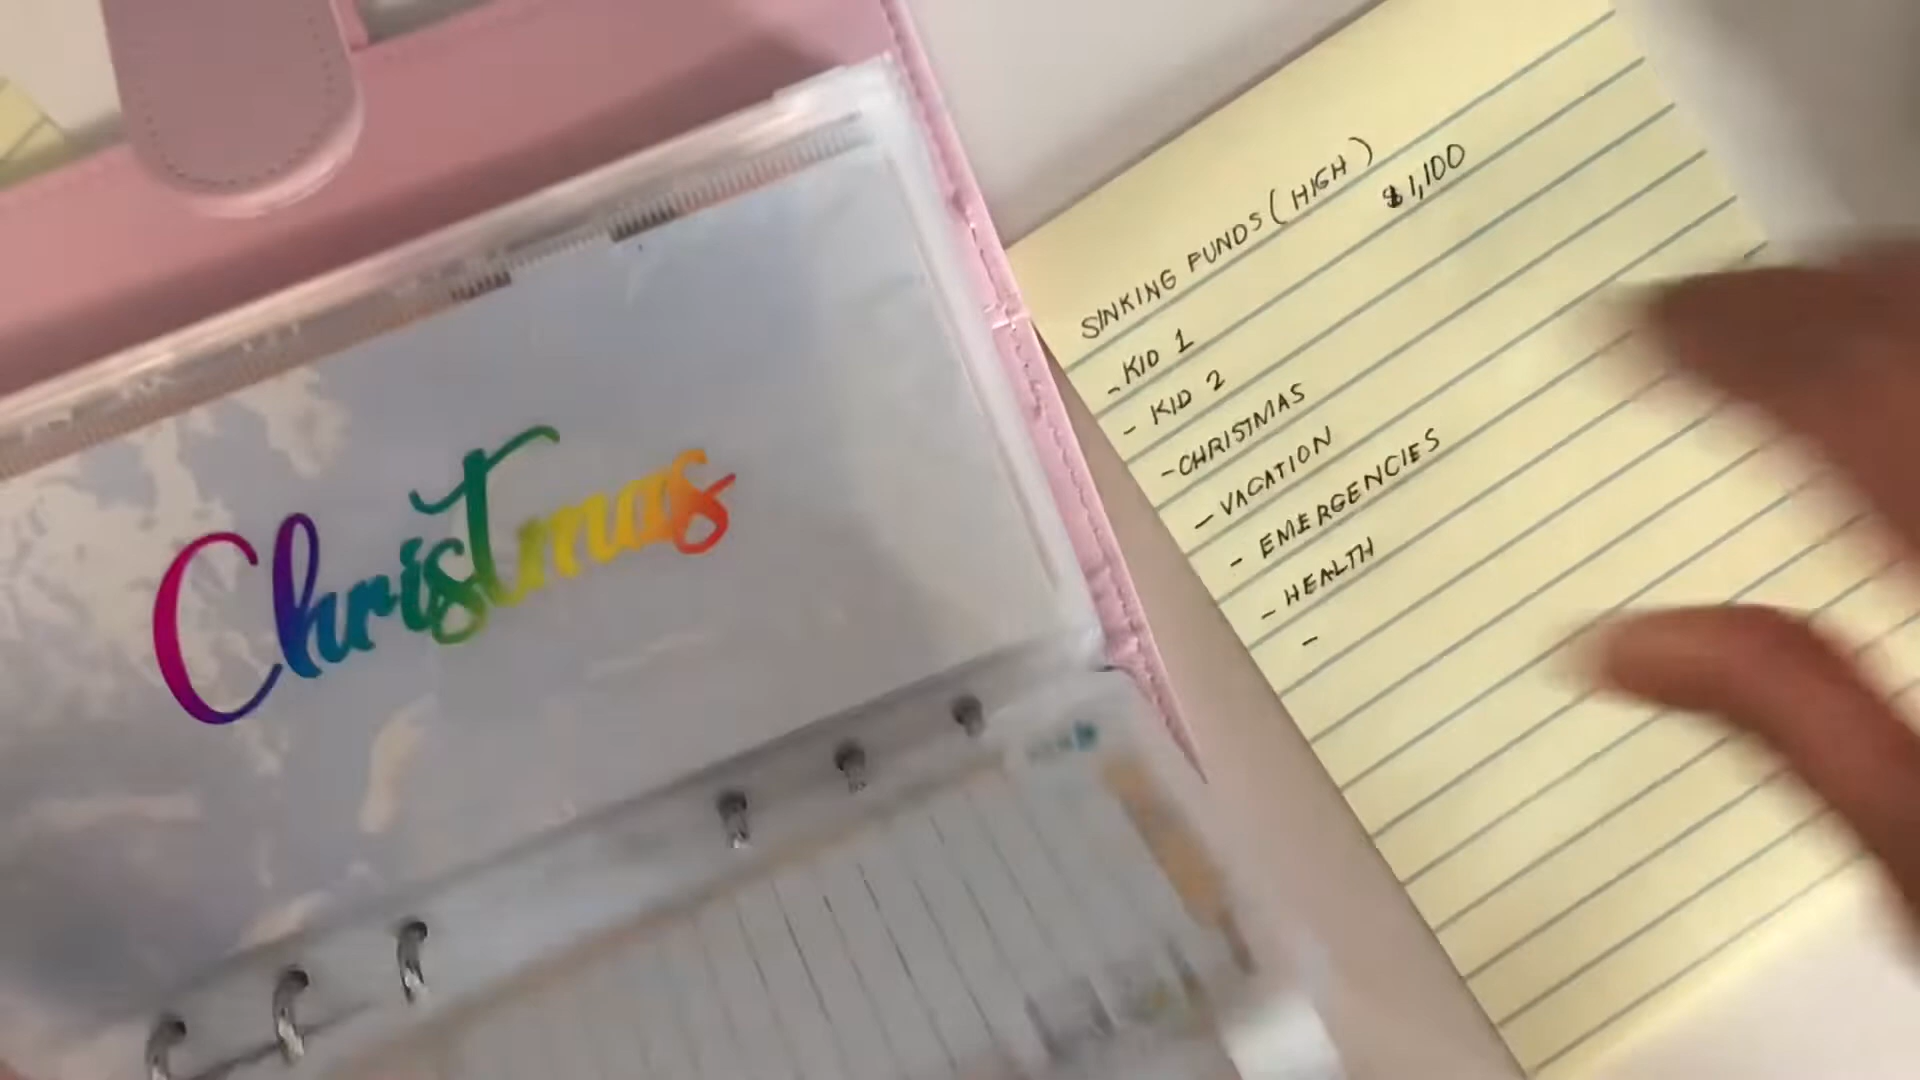 Christmas
SINKING FUNDS (HIGH)
$1,100
- KID 1
- KID 2
- CHRISTMAS
- VACATION
- EMERGENCIES
- HEALTH
-